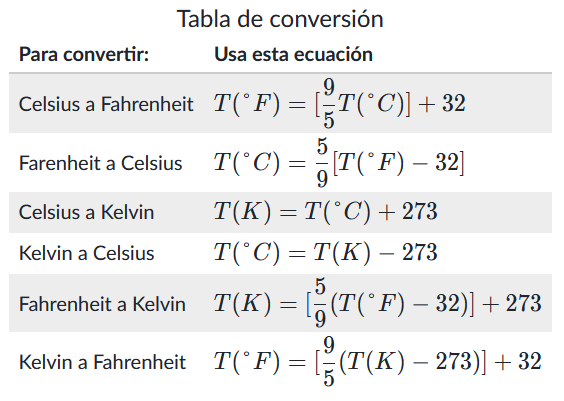 Tabla de conversión
Para convertir: Usa esta ecuación
Celsius a Fahrenheit T(°F) = [9/5 T(°C)] + 32
Farenheit a Celsius T(°C) = 5/9 [T(°F) − 32]
Celsius a Kelvin T(K) = T(°C) + 273
Kelvin a Celsius T(°C) = T(K) − 273
Fahrenheit a Kelvin T(K) = [5/9 (T(°F) − 32)] + 273
Kelvin a Fahrenheit T(°F) = [9/5 (T(K) − 273)] + 32